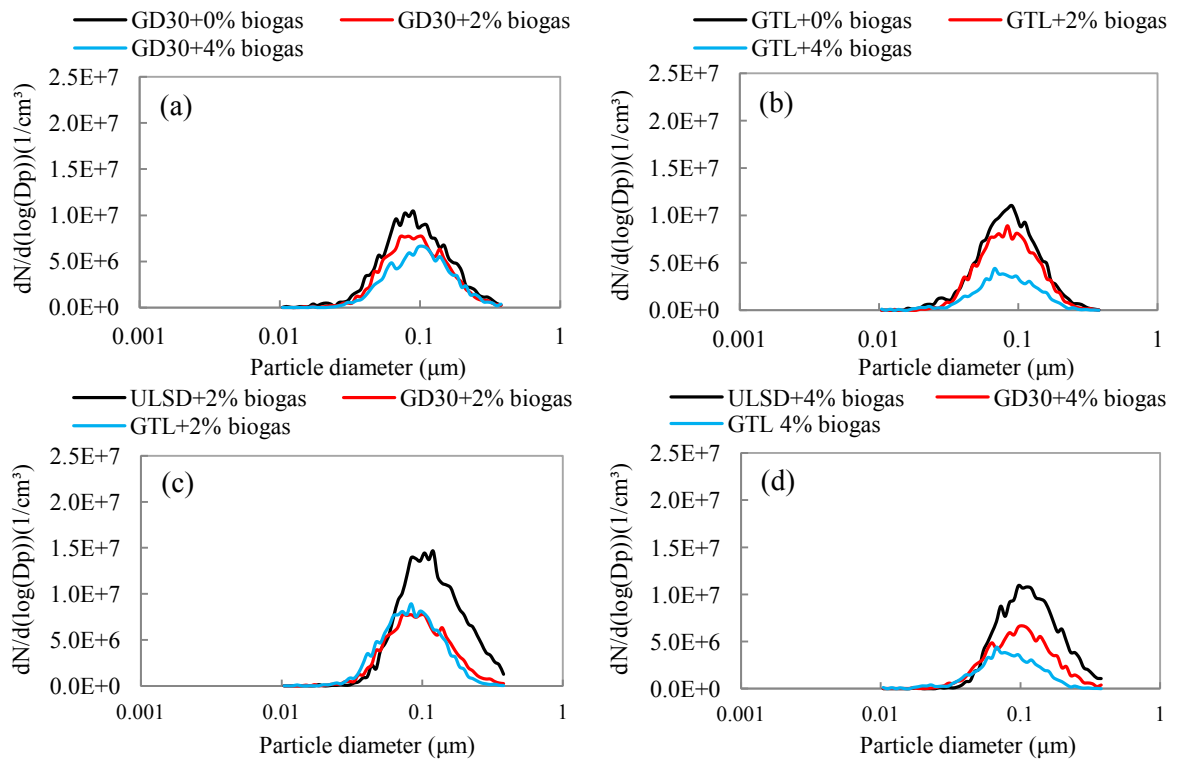 GD30+0% biogas GD30+2% biogas
GD30+4% biogas
2.5E+7
2.0E+7
1.5E+7
1.0E+7
5.0E+6
0.0E+0
dN/d(log(Dp))(1/cm³)
(a)
0.001 0.01 0.1 1
Particle diameter (μm)
GTL+0% biogas GTL+2% biogas
GTL+4% biogas
2.5E+7
2.0E+7
1.5E+7
1.0E+7
5.0E+6
0.0E+0
dN/d(log(Dp))(1/cm³)
(b)
0.001 0.01 0.1 1
Particle diameter (μm)
ULSD+2% biogas GD30+2% biogas
GTL+2% biogas
2.5E+7
2.0E+7
1.5E+7
1.0E+7
5.0E+6
0.0E+0
dN/d(log(Dp))(1/cm³)
(c)
0.001 0.01 0.1 1
Particle diameter (μm)
ULSD+4% biogas GD30+4% biogas
GTL 4% biogas
2.5E+7
2.0E+7
1.5E+7
1.0E+7
5.0E+6
0.0E+0
dN/d(log(Dp))(1/cm³)
(d)
0.001 0.01 0.1 1
Particle diameter (μm)